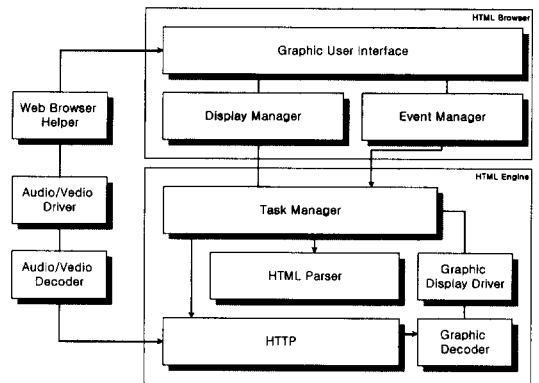 HTML Browser
Graphic User Interface
Web Browser
Helper
Display Manager
Event Manager
HTML Engine
Audio/Vedio
Driver
Task Manager
Audio/Vedio
Decoder
HTML Parser
Graphic
Display Driver
HTTP
Graphic
Decoder